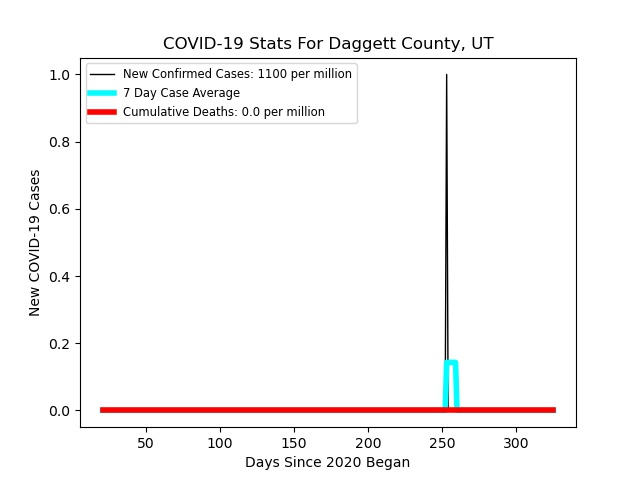 COVID-19 Stats For Daggett County, UT
New Confirmed Cases: 1100 per million
7 Day Case Average
Cumulative Deaths: 0.0 per million
New COVID-19 Cases
1.0
0.8
0.6
0.4
0.2
0.0
50 100 150 200 250 300
Days Since 2020 Began